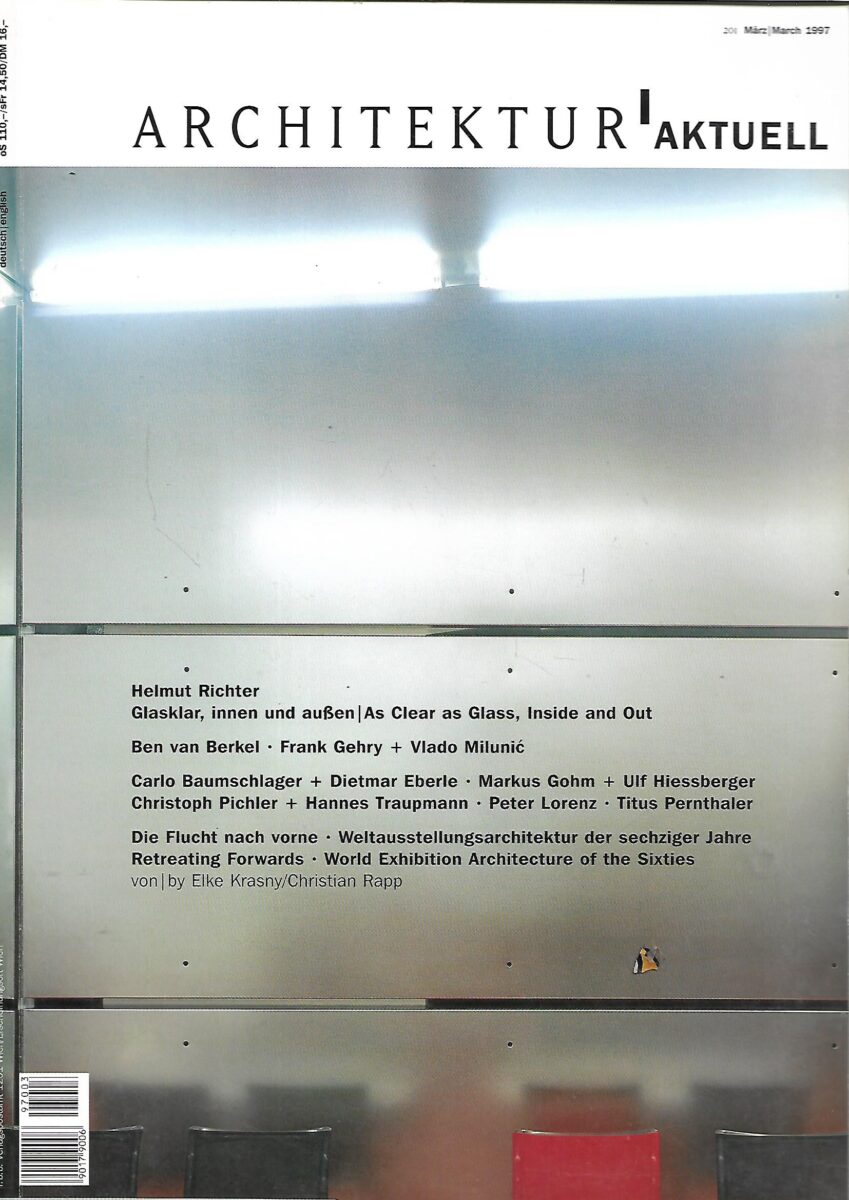 201 März|March 1997
ARCHITEKTUR'AKTUELL
öS 110,–/sFr 14,50/DM 16,–
deutsch|english
Helmut Richter
Glasklar, innen und außen|As Clear as Glass, Inside and Out
Ben van Berkel · Frank Gehry + Vlado Milunić
Carlo Baumschlager + Dietmar Eberle · Markus Gohm + Ulf Hiessberger
Christoph Pichler + Hannes Traupmann · Peter Lorenz · Titus Pernthaler
Die Flucht nach vorne · Weltausstellungsarchitektur der sechziger Jahre
Retreating Forwards · World Exhibition Architecture of the Sixties
von|by Elke Krasny/Christian Rapp
97003
901749006